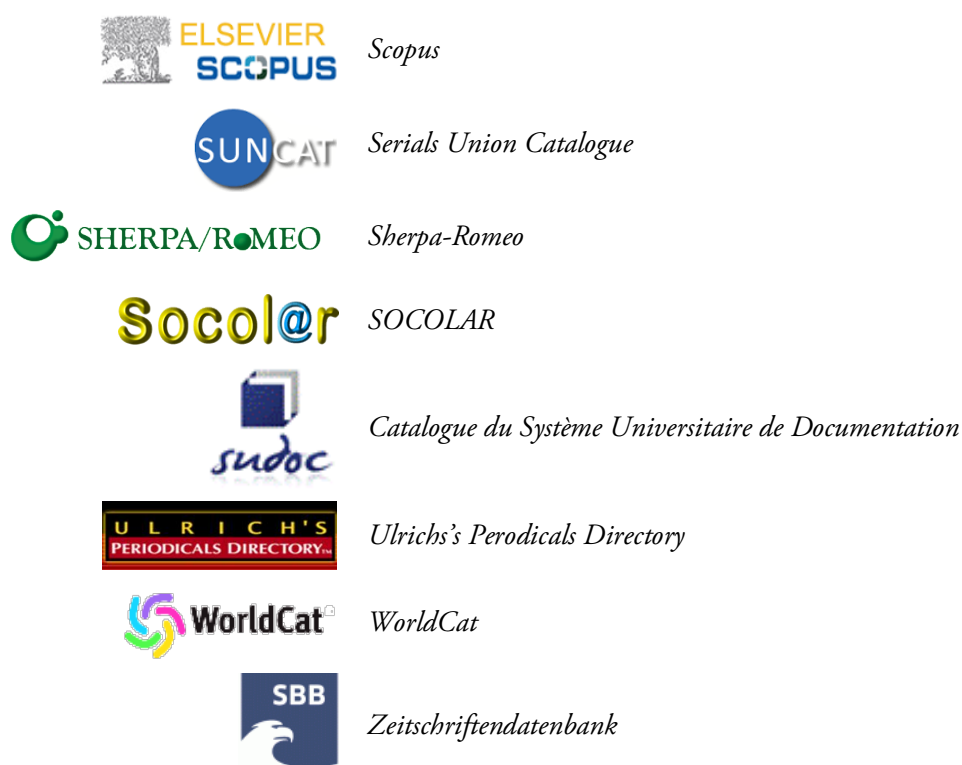 ELSEVIER
SCOPUS
Scopus
SUNCAT
Serials Union Catalogue
SHERPA/RoMEO
Sherpa-Romeo
Socol@r
SOCOLAR
sudoc
Catalogue du Système Universitaire de Documentation
ULRICH'S
PERIODICALS DIRECTORY™
Ulrichs's Perodicals Directory
WorldCat
WorldCat
SBB
Zeitschriftendatenbank